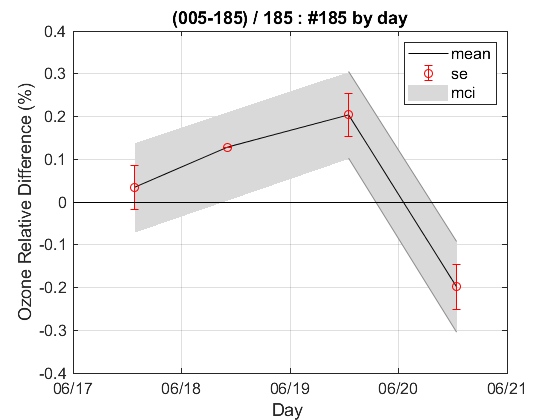 (005-185) / 185 : #185 by day
mean
se
mci
Ozone Relative Difference (%)
0.4
0.3
0.2
0.1
0
-0.1
-0.2
-0.3
-0.4
06/17 06/18 06/19 06/20 06/21
Day